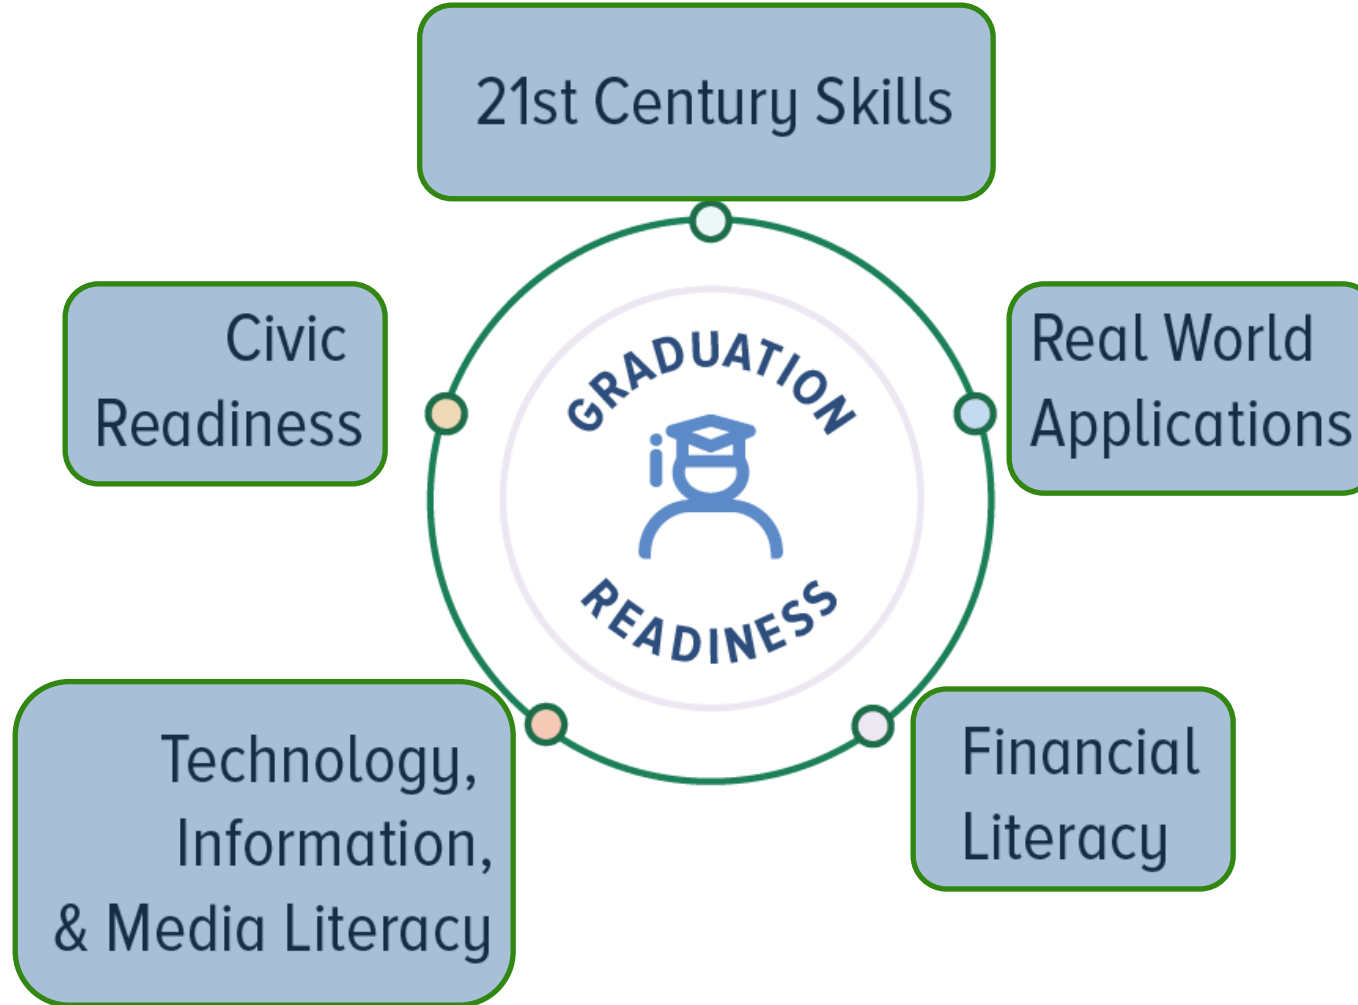 21st Century Skills
Civic
Readiness
Real World
Applications
GRADUATION
READINESS
Technology,
Information,
& Media Literacy
Financial
Literacy